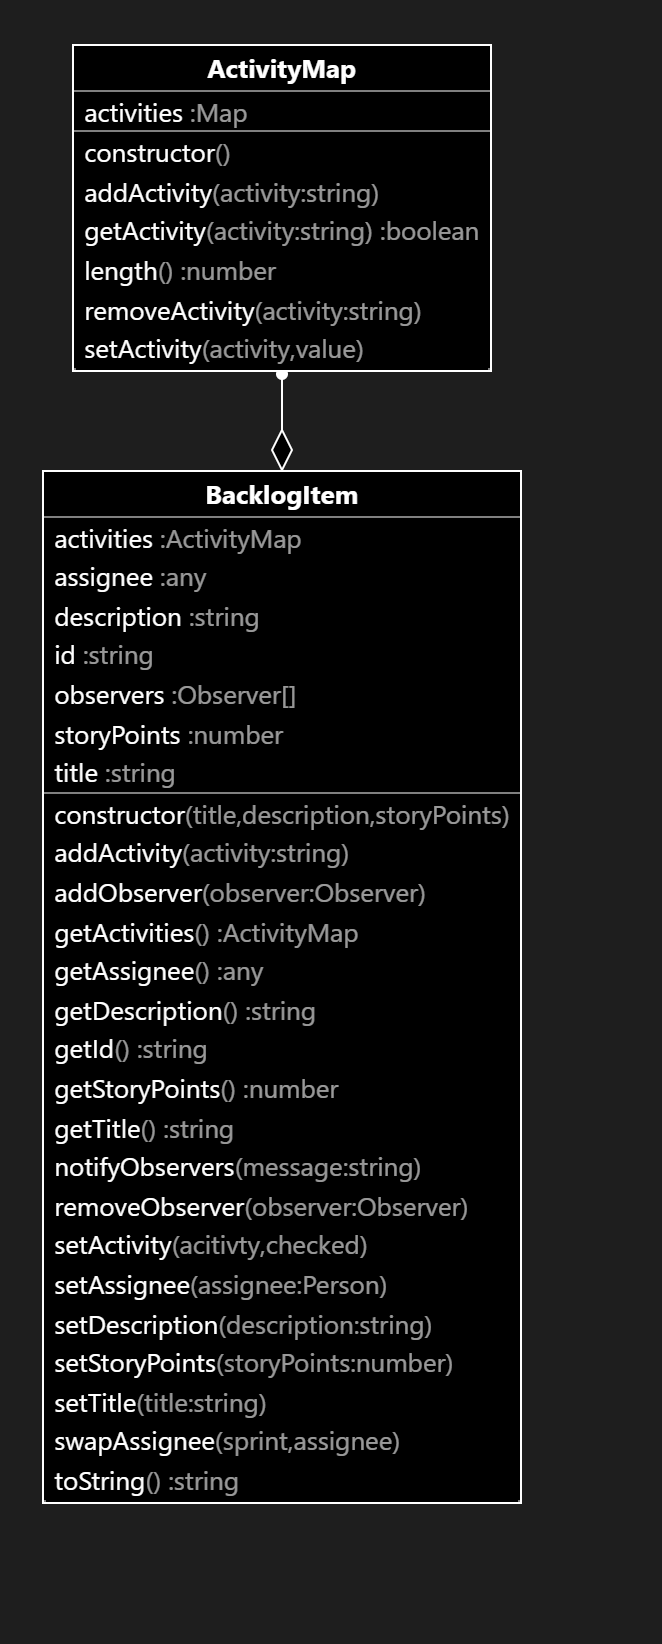 ActivityMap
activities :Map
constructor()
addActivity(activity:string)
getActivity(activity:string) :boolean
length() :number
removeActivity(activity:string)
setActivity(activity,value)
BacklogItem
activities :ActivityMap
assignee :any
description :string
id :string
observers :Observer[]
storyPoints :number
title :string
constructor(title,description,storyPoints)
addActivity(activity:string)
addObserver(observer:Observer)
getActivities() :ActivityMap
getAssignee() :any
getDescription() :string
getId() :string
getStoryPoints() :number
getTitle() :string
notifyObservers(message:string)
removeObserver(observer:Observer)
setActivity(acitivty,checked)
setAssignee(assignee:Person)
setDescription(description:string)
setStoryPoints(storyPoints:number)
setTitle(title:string)
swapAssignee(sprint,assignee)
toString() :string